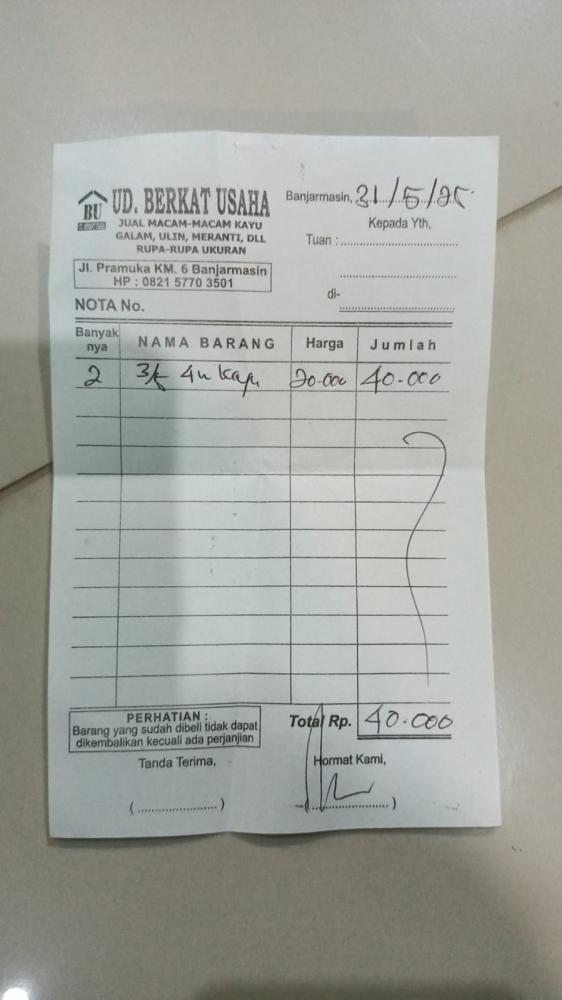 BU
UD. BERKAT USAHA
JUAL MACAM-MACAM KAYU
GALAM, ULIN, MERANTI, DLL
RUPA-RUPA UKURAN
Jl. Pramuka KM. 6 Banjarmasin
HP : 0821 5770 3501
NOTA No.
Banjarmasin, 31/5/25
Kepada Yth,
Tuan :
di-
Banyak nya NAMA BARANG Harga Jumlah
2 4m kayu 20.000 40.000
Total Rp. 40.000
PERHATIAN :
Barang yang sudah dibeli tidak dapat
dikembalikan kecuali ada perjanjian
Tanda Terima,
Hormat Kami,